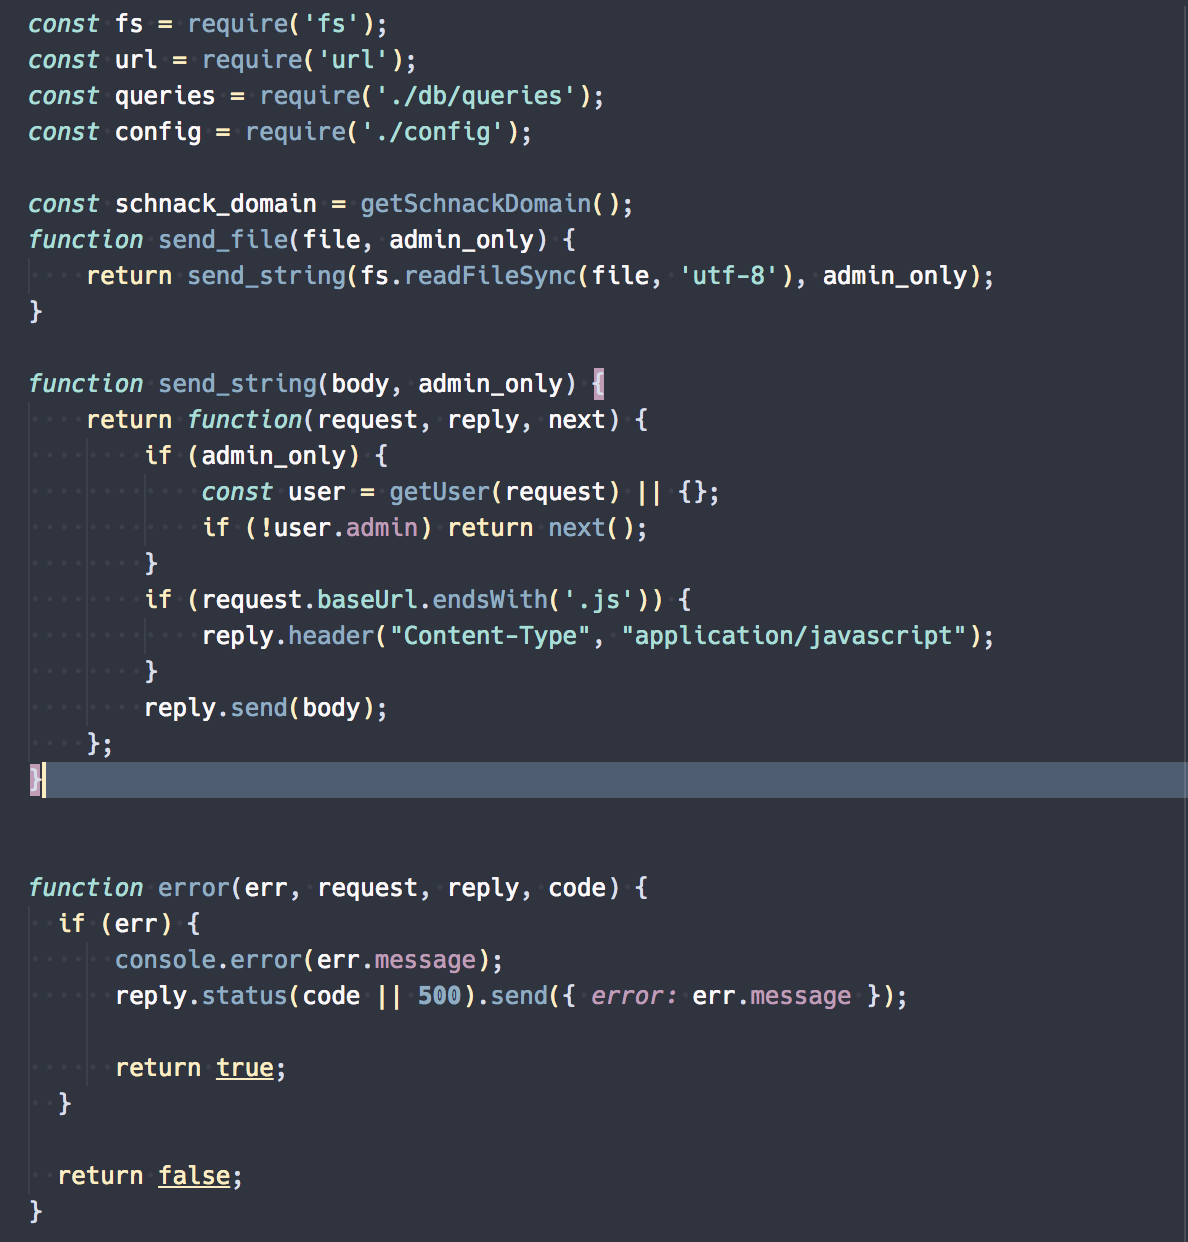 const fs = require('fs');
const url = require('url');
const queries = require('./db/queries');
const config = require('./config');

const schnack_domain = getSchnackDomain();
function send_file(file, admin_only) {
    return send_string(fs.readFileSync(file, 'utf-8'), admin_only);
}

function send_string(body, admin_only) {
    return function(request, reply, next) {
        if (admin_only) {
            const user = getUser(request) || {};
            if (!user.admin) return next();
        }
        if (request.baseUrl.endsWith('.js')) {
            reply.header("Content-Type", "application/javascript");
        }
        reply.send(body);
    };
}


function error(err, request, reply, code) {
  if (err) {
      console.error(err.message);
      reply.status(code || 500).send({ error: err.message });

      return true;
  }

  return false;
}